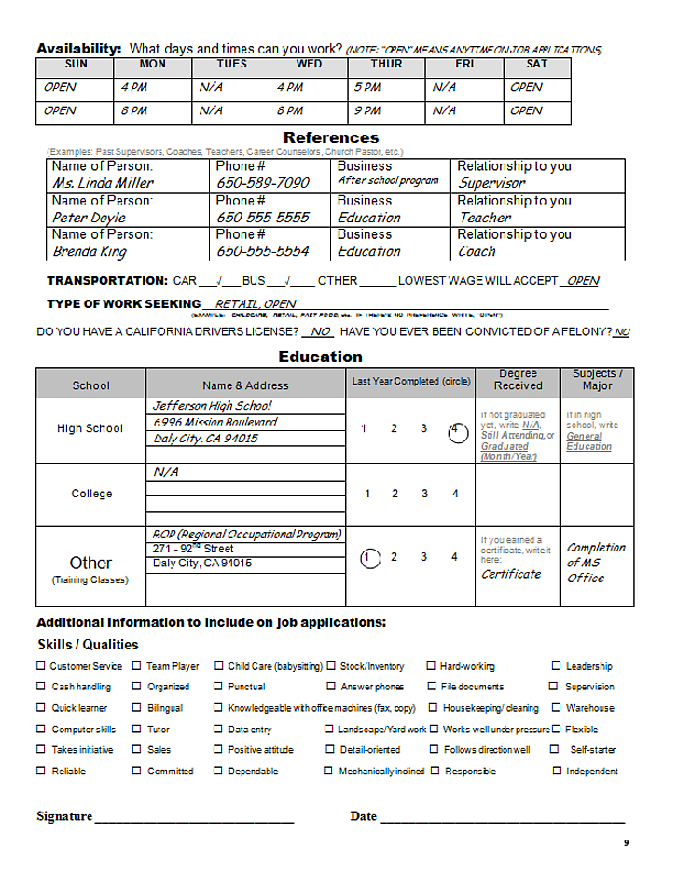 Availability: What days and times can you work? (NOTE: "OPEN" MEANS ANYTIME ON JOB APPLICATIONS)
SUN MON TUES WED THUR FRI SAT
OPEN 4 PM N/A 4 PM 5 PM N/A OPEN
OPEN 8 PM N/A 8 PM 9 PM N/A OPEN
References
(Examples: Past Supervisors, Coaches, Teachers, Career Counselors, Church Pastor, etc.)
Name of Person: Phone # Business Relationship to you
Ms. Linda Miller 650-589-7090 After school program Supervisor
Name of Person: Phone # Business Relationship to you
Peter Doyle 650 555 5555 Education Teacher
Name of Person: Phone # Business Relationship to you
Brenda King 650-555-5554 Education Coach
TRANSPORTATION: CAR ___√___BUS ___√____ OTHER ______ LOWEST WAGE WILL ACCEPT _OPEN_
TYPE OF WORK SEEKING__RETAIL, OPEN__
(EXAMPLE: CHILDCARE, RETAIL, FAST FOOD, etc. IF THERE'S NO PREFERENCE WRITE, "OPEN")
DO YOU HAVE A CALIFORNIA DRIVERS LICENSE? _NO_ HAVE YOU EVER BEEN CONVICTED OF A FELONY? NO
Education
School Name & Address Last Year Completed (circle) Degree Received Subjects / Major
High School
Jefferson High School
6996 Mission Boulevard
Daly City, CA 94015
1 2 3 4
If not graduated
yet, write N/A,
Still Attending, or
Graduated
(Month/Year)
If in high
school, write
General
Education
College
N/A
1 2 3 4
Other
(Training Classes)
ROP (Regional Occupational Program)
271 - 92nd Street
Daly City, CA 94015
1 2 3 4
If you earned a
certificate, write it
here:
Certificate
Completion
of MS
Office
Additional Information to include on job applications:
Skills / Qualities
☐ Customer Service ☐ Team Player ☐ Child Care (babysitting) ☐ Stock/Inventory ☐ Hard-working ☐ Leadership
☐ Cash handling ☐ Organized ☐ Punctual ☐ Answer phones ☐ File documents ☐ Supervision
☐ Quick learner ☐ Bilingual ☐ Knowledgeable with office machines (fax, copy) ☐ Housekeeping/ cleaning ☐ Warehouse
☐ Computer skills ☐ Tutor ☐ Data entry ☐ Landscape/Yard work ☐ Works well under pressure ☐ Flexible
☐ Takes initiative ☐ Sales ☐ Positive attitude ☐ Detail-oriented ☐ Follows direction well ☐ Self-starter
☐ Reliable ☐ Committed ☐ Dependable ☐ Mechanically inclined ☐ Responsible ☐ Independent
Signature ____________________________ Date ___________________________________
9